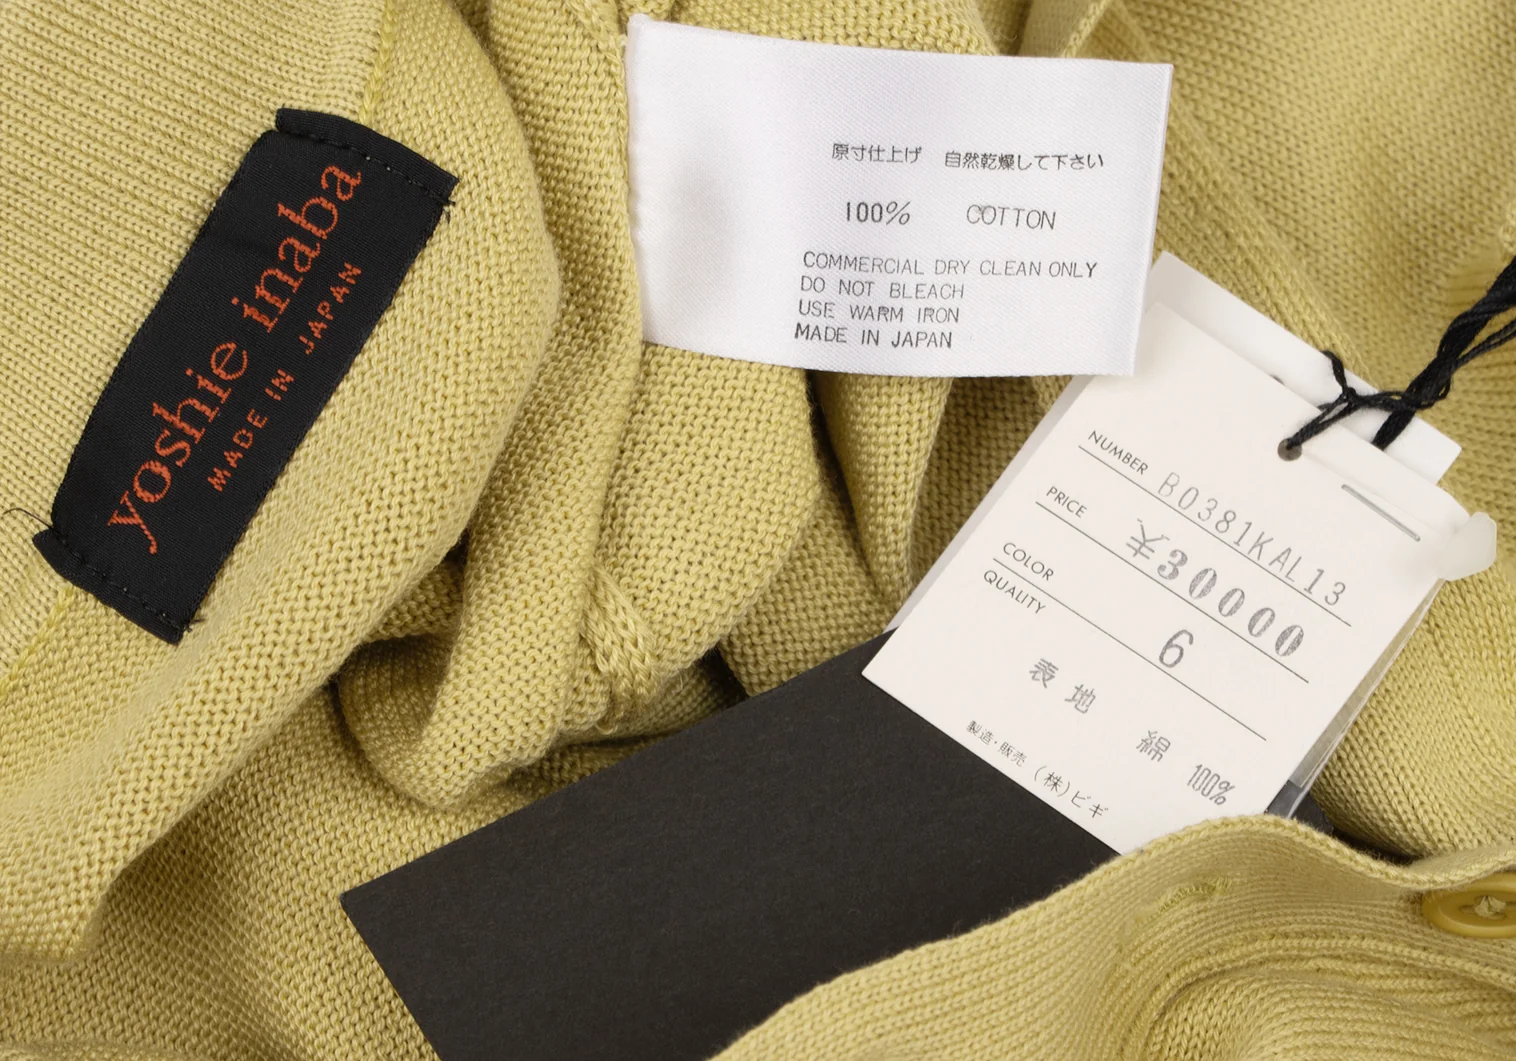 yoshie inaba
MADE IN JAPAN
原寸仕上げ 自然乾燥して下さい
100% COTTON
COMMERCIAL DRY CLEAN ONLY
DO NOT BLEACH
USE WARM IRON
MADE IN JAPAN
NUMBER B0381KAL13
PRICE ¥30000
COLOR 6
QUALITY
表地 綿 100%
製造・販売 (株)ビギ